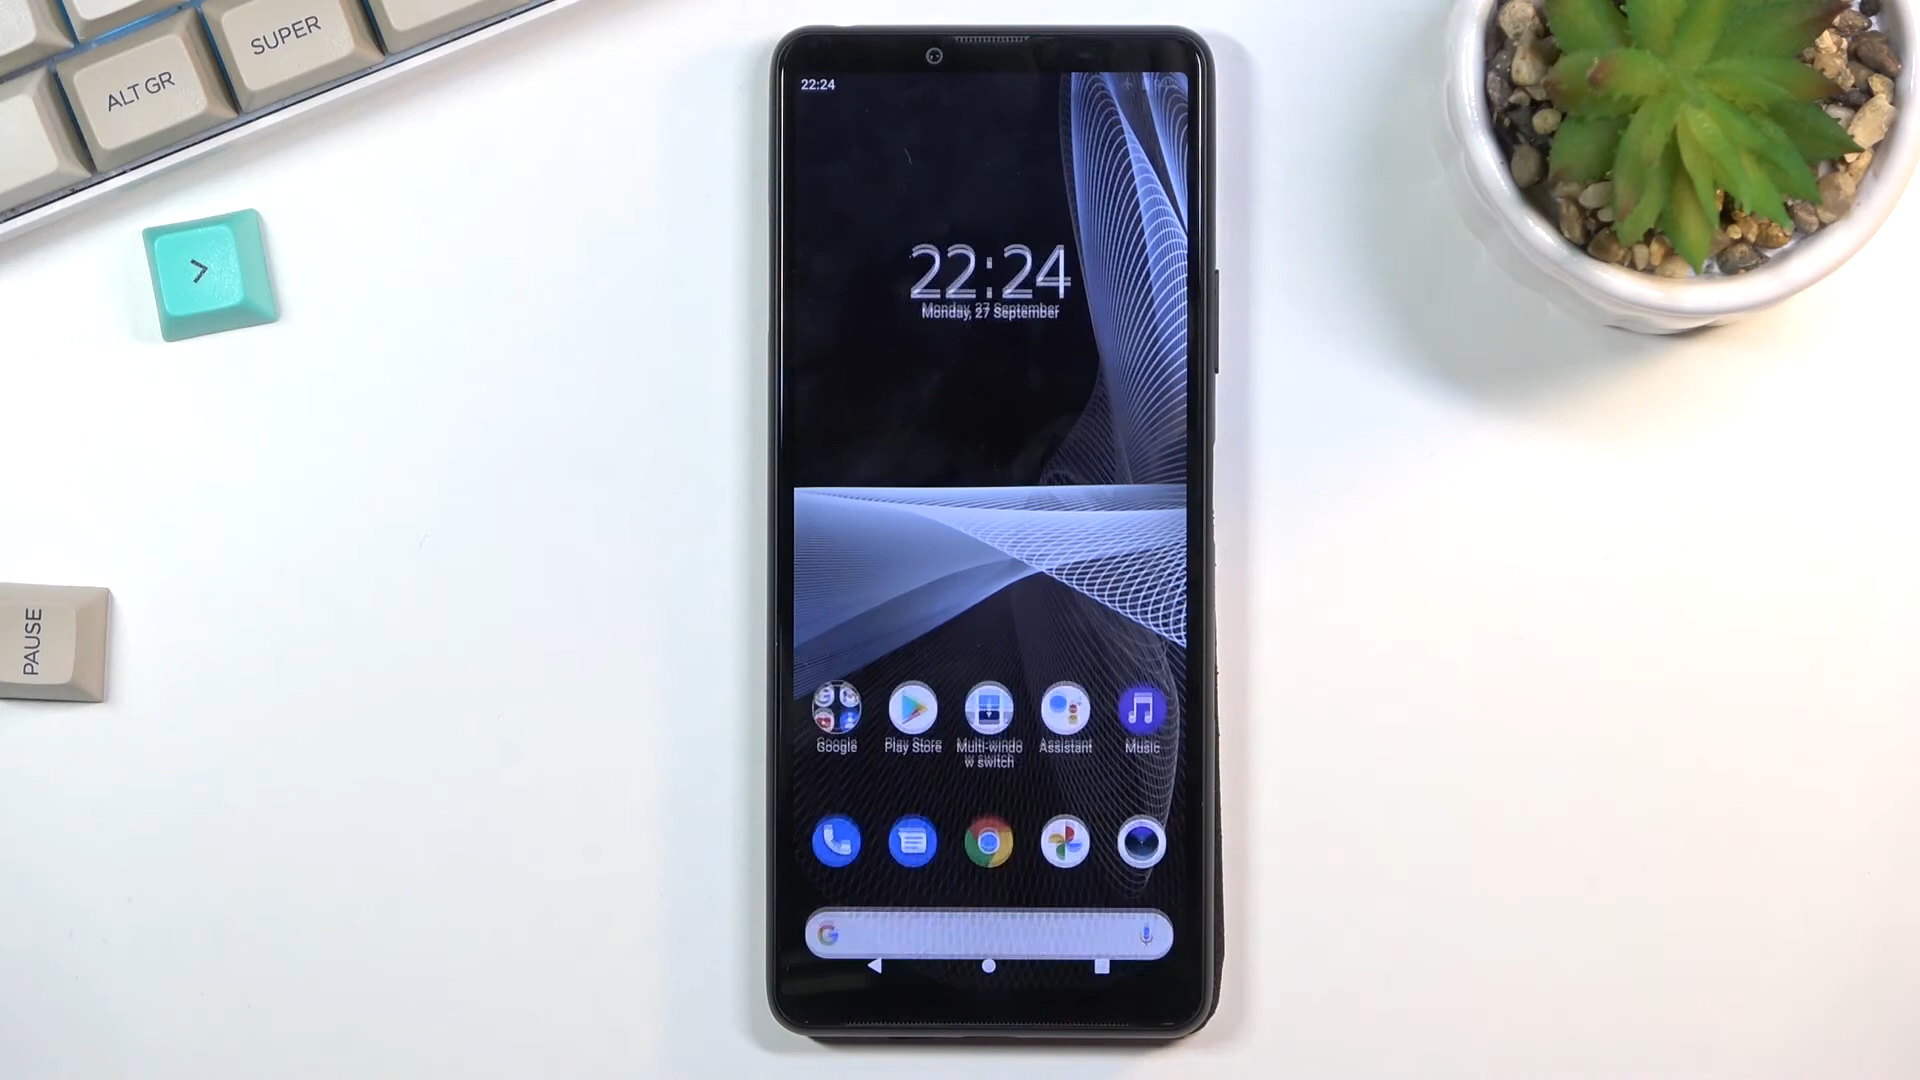 SUPER
ALT GR
>
PAUSE
22:24
22:24
Monday, 27 September
Google
Play Store
Multi-windo
w switch
Assistant
Music
G